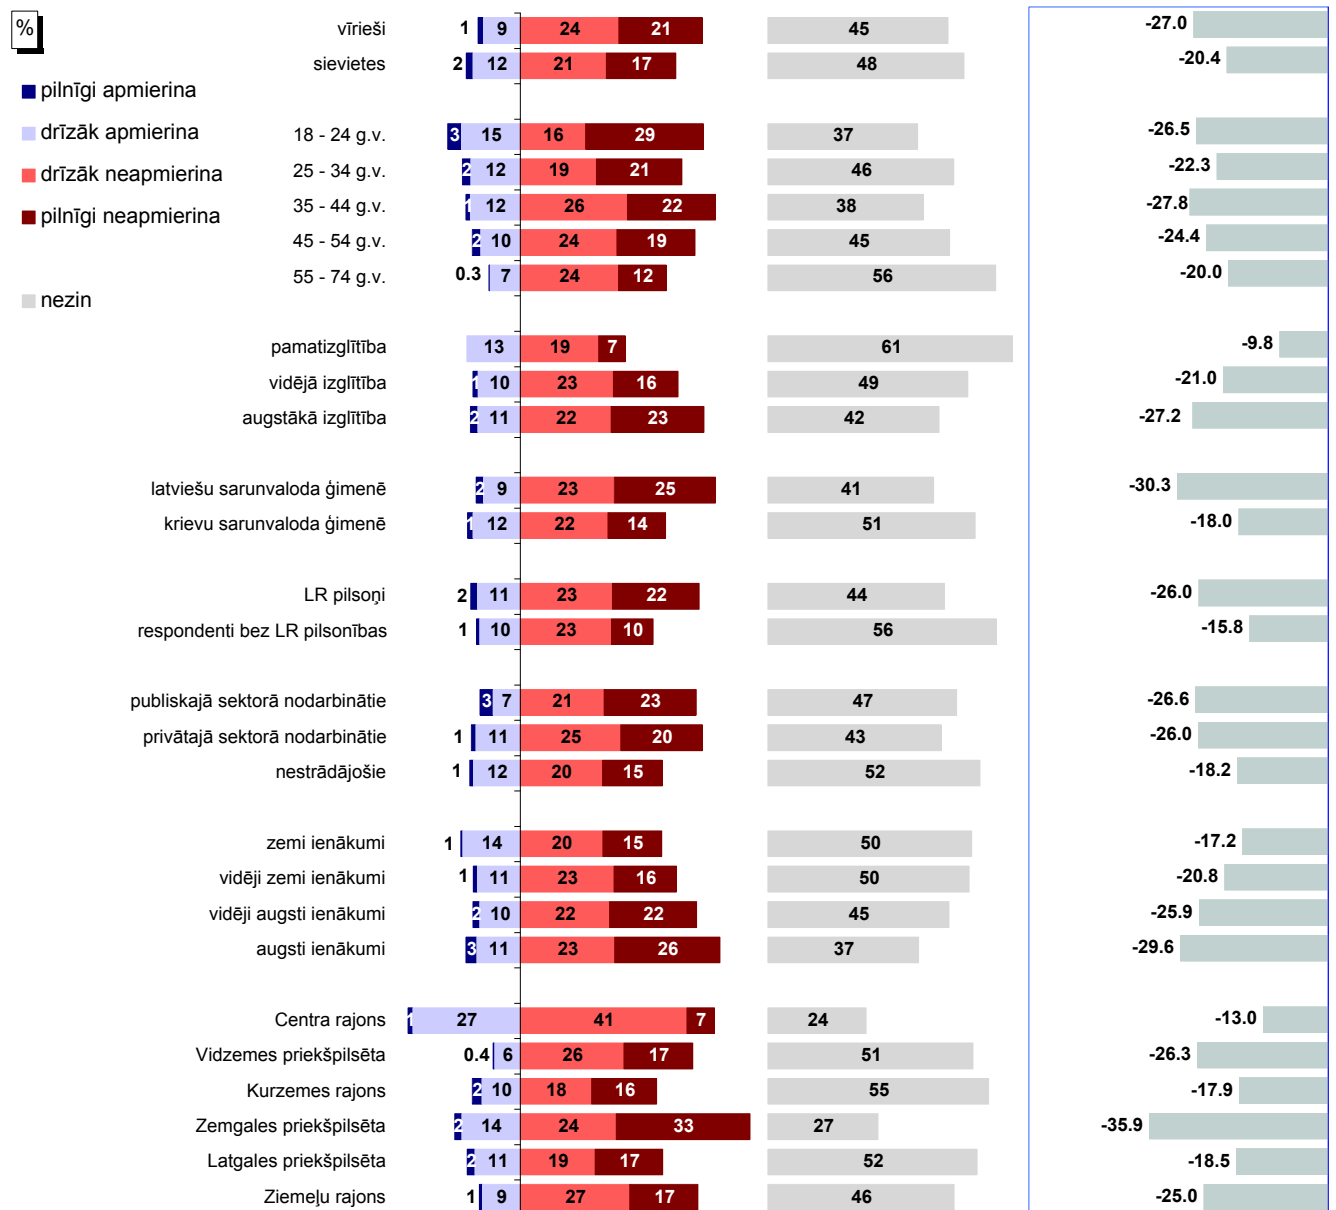 %
pilnīgi apmierina
drīzāk apmierina
drīzāk neapmierina
pilnīgi neapmierina
nezin
vīrieši 1 9 24 21 45 -27.0
sievietes 2 12 21 17 48 -20.4
18 - 24 g.v. 3 15 16 29 37 -26.5
25 - 34 g.v. 2 12 19 21 46 -22.3
35 - 44 g.v. 1 12 26 22 38 -27.8
45 - 54 g.v. 2 10 24 19 45 -24.4
55 - 74 g.v. 0.3 7 24 12 56 -20.0
pamatizglītība 13 19 7 61 -9.8
vidējā izglītība 1 10 23 16 49 -21.0
augstākā izglītība 2 11 22 23 42 -27.2
latviešu sarunvaloda ģimenē 2 9 23 25 41 -30.3
krievu sarunvaloda ģimenē 1 12 22 14 51 -18.0
LR pilsoņi 2 11 23 22 44 -26.0
respondenti bez LR pilsonības 1 10 23 10 56 -15.8
publiskajā sektorā nodarbinātie 3 7 21 23 47 -26.6
privātajā sektorā nodarbinātie 1 11 25 20 43 -26.0
nestrādājošie 1 12 20 15 52 -18.2
zemi ienākumi 1 14 20 15 50 -17.2
vidēji zemi ienākumi 1 11 23 16 50 -20.8
vidēji augsti ienākumi 2 10 22 22 45 -25.9
augsti ienākumi 3 11 23 26 37 -29.6
Centra rajons 1 27 41 7 24 -13.0
Vidzemes priekšpilsēta 0.4 6 26 17 51 -26.3
Kurzemes rajons 2 10 18 16 55 -17.9
Zemgales priekšpilsēta 2 14 24 33 27 -35.9
Latgales priekšpilsēta 2 11 19 17 52 -18.5
Ziemeļu rajons 1 9 27 17 46 -25.0